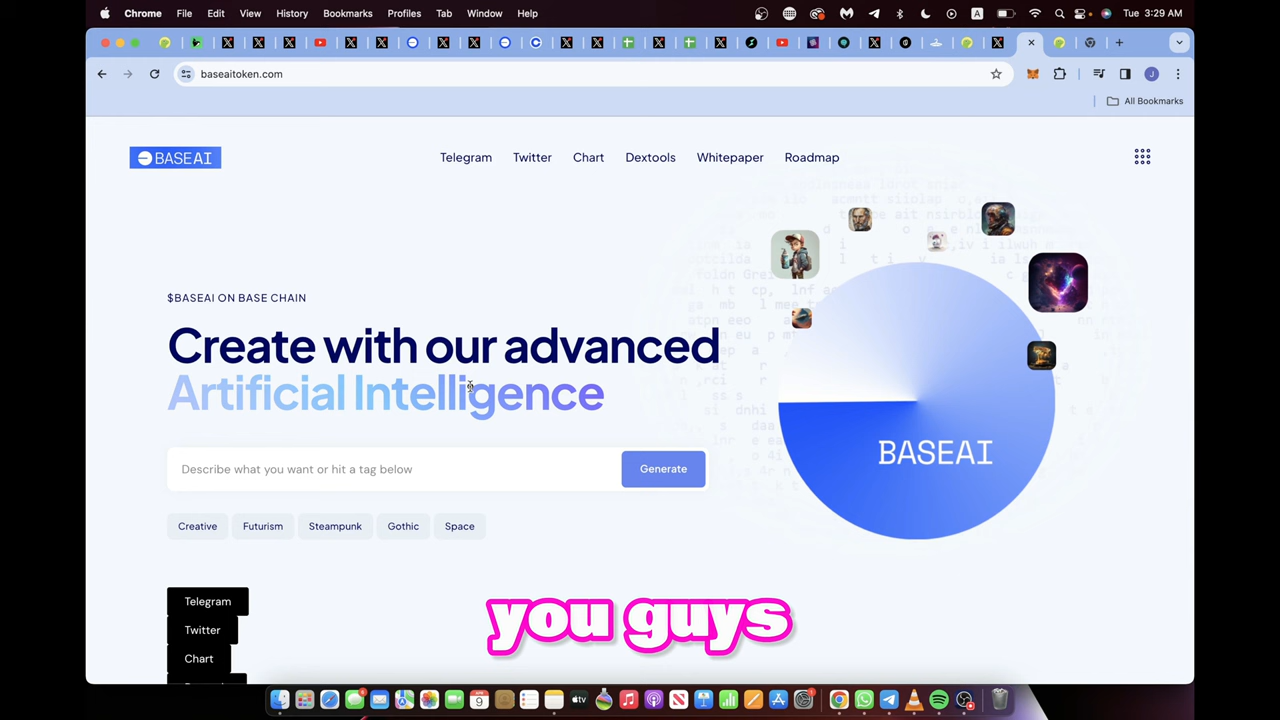 Chrome File Edit View History Bookmarks Profiles Tab Window Help A Tue 3:29 AM
baseaitoken.com J
All Bookmarks
BASEAI Telegram Twitter Chart Dextools Whitepaper Roadmap
$BASEAI ON BASE CHAIN
Create with our advanced
Artificial Intelligence
BASEAI
Describe what you want or hit a tag below Generate
Creative Futurism Steampunk Gothic Space
Telegram
you guys
Twitter
Chart